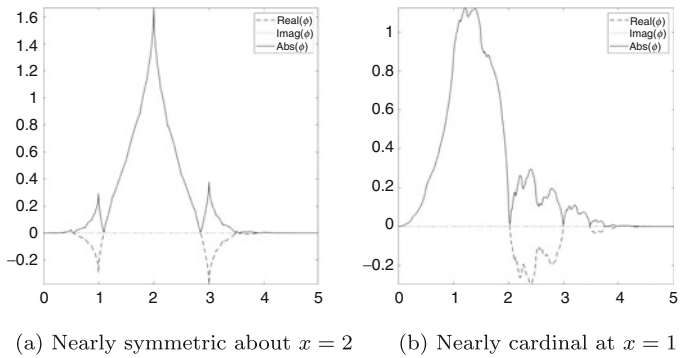 1.6
1.4
1.2
1
0.8
0.6
0.4
0.2
0
−0.2
0 1 2 3 4 5
Real(ϕ)
Imag(ϕ)
Abs(ϕ)
1
0.8
0.6
0.4
0.2
0
−0.2
0 1 2 3 4 5
Real(ϕ)
Imag(ϕ)
Abs(ϕ)
(a) Nearly symmetric about x = 2
(b) Nearly cardinal at x = 1